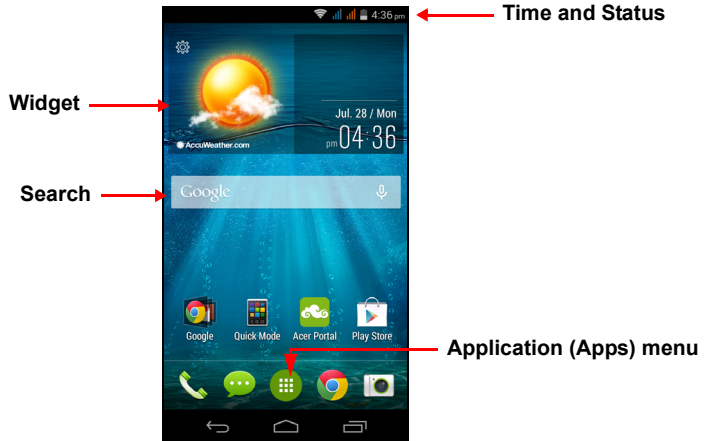 4:36 pm
Time and Status
Widget
Jul. 28 / Mon
pm 04:36
AccuWeather.com
Search
Google
Google
Quick Mode
Acer Portal
Play Store
Application (Apps) menu